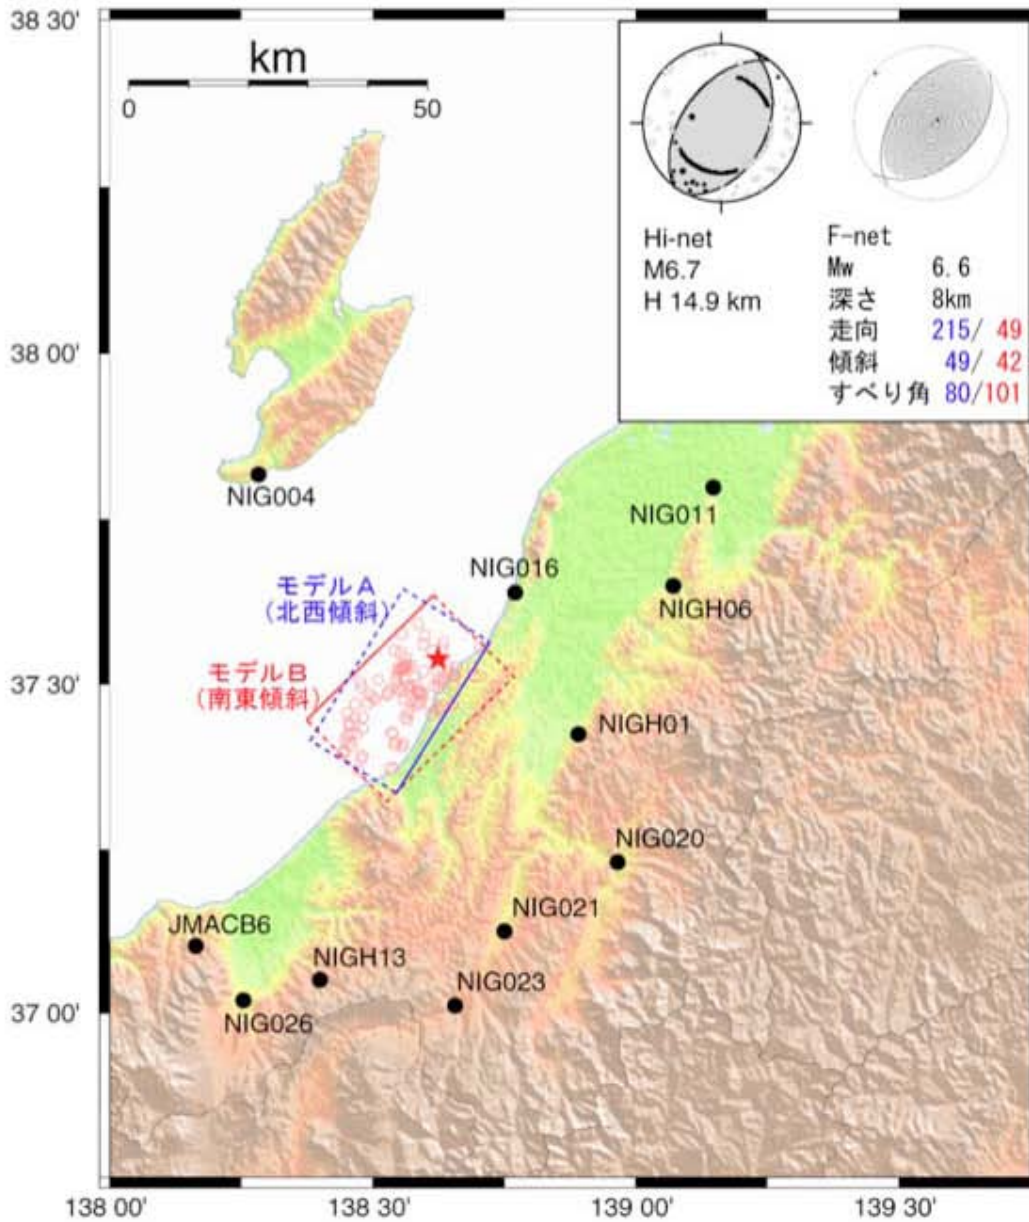 38 30'
km
0 50
Hi-net
M6.7
H 14.9 km
F-net
Mw 6.6
深さ 8km
走向 215/ 49
傾斜 49/ 42
すべり角 80/101
38 00'
NIG004
NIG011
NIG016
NIGH06
モデルA
(北西傾斜)
モデルB
(南東傾斜)
37 30'
NIGH01
NIG020
NIG021
JMACB6
NIGH13
NIG023
NIG026
37 00'
138 00' 138 30' 139 00' 139 30'